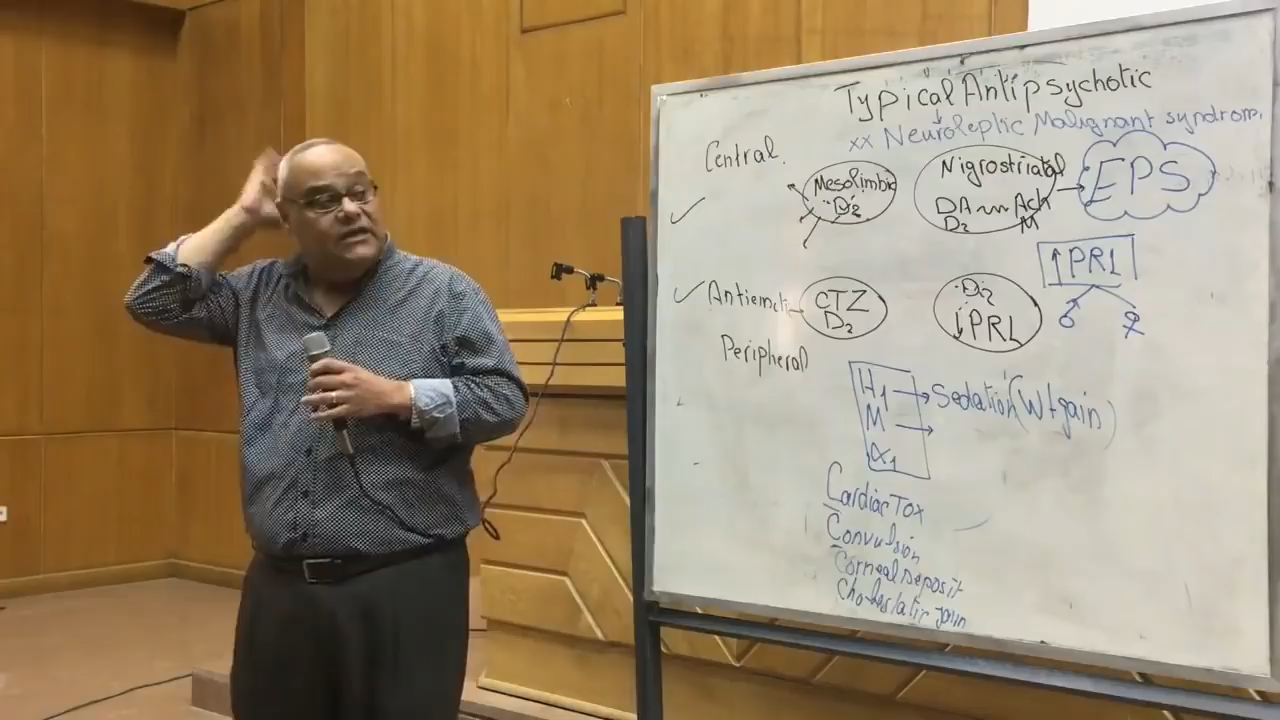 Typical Antipsychotic
↓
xx Neuroleptic Malignant syndrom.
Central.
Mesolimbic
D2
Nigrostriatal
DA Ach
D2 M
EPS
↑PRL
♂ ♀
Antiemetic
CTZ
D2
D2
↓PRL
Peripheral
H1 → Sedation (Wt gain)
M →
α1
Cardiac Tox
Convulsion
Corneal Deposit
Cholestatic jaun